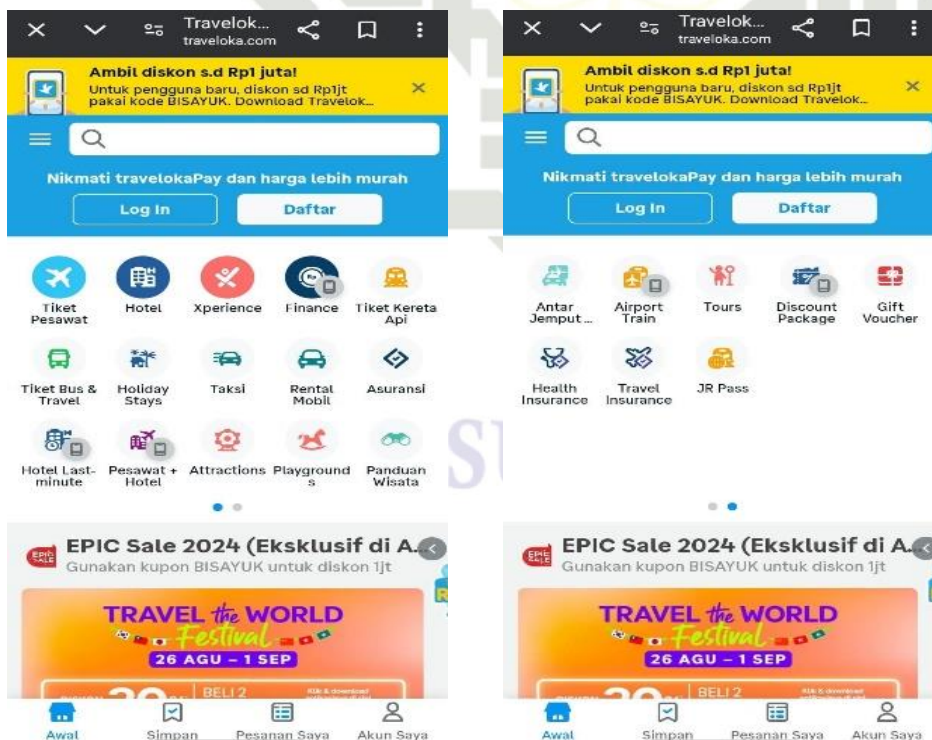 Travelok...
traveloka.com
Ambil diskon s.d Rp1 juta!
Untuk pengguna baru, diskon sd Rp1jt
pakai kode BISAYUK. Download Travelok...
Nikmati travelokaPay dan harga lebih murah
Log In
Daftar
Tiket
Pesawat
Hotel
Xperience
Finance
Tiket Kereta
Api
Tiket Bus &
Travel
Holiday
Stays
Taksi
Rental
Mobil
Asuransi
Hotel Last-
minute
Pesawat +
Hotel
Attractions
Playground
s
Panduan
Wisata
EPIC SALE
EPIC Sale 2024 (Eksklusif di A...
Gunakan kupon BISAYUK untuk diskon 1jt
TRAVEL the WORLD
Festival
26 AGU – 1 SEP
BELI 2
Awal
Simpan
Pesanan Saya
Akun Saya
Travelok...
traveloka.com
Ambil diskon s.d Rp1 juta!
Untuk pengguna baru, diskon sd Rp1jt
pakai kode BISAYUK. Download Travelok...
Nikmati travelokaPay dan harga lebih murah
Log In
Daftar
Antar
Jemput ...
Airport
Train
Tours
Discount
Package
Gift
Voucher
Health
Insurance
Travel
Insurance
JR Pass
EPIC SALE
EPIC Sale 2024 (Eksklusif di A...
Gunakan kupon BISAYUK untuk diskon 1jt
TRAVEL the WORLD
Festival
26 AGU – 1 SEP
BELI 2
Awal
Simpan
Pesanan Saya
Akun Saya